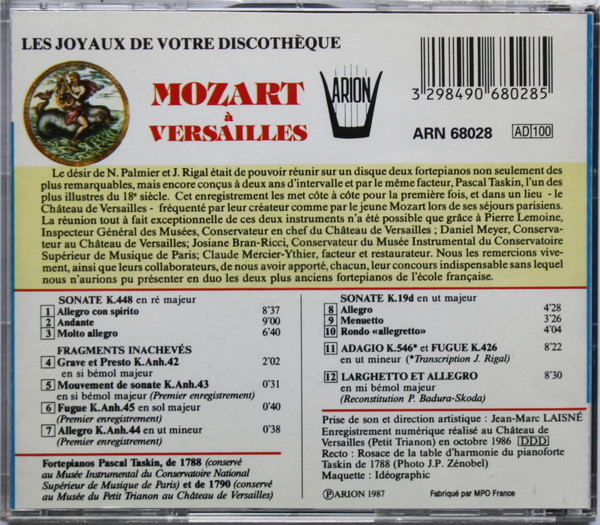 LES JOYAUX DE VOTRE DISCOTHÈQUE
MOZART
à
VERSAILLES
ARION
3 298490 680285
ARN 68028 AD 100
Le désir de N. Palmier et J. Rigal était de pouvoir réunir sur un disque deux fortepianos non seulement des
plus remarquables, mais encore conçus à deux ans d'intervalle et par le même facteur, Pascal Taskin, l'un des
plus illustres du 18e siècle. Cet enregistrement les met côte à côte pour la première fois, et dans un lieu - le
Château de Versailles - fréquenté par leur créateur comme par le jeune Mozart lors de ses séjours parisiens.
La réunion tout à fait exceptionnelle de ces deux instruments n'a été possible que grâce à Pierre Lemoine,
Inspecteur Général des Musées, Conservateur en chef du Château de Versailles ; Daniel Meyer, Conserva-
teur au Château de Versailles; Josiane Bran-Ricci, Conservateur du Musée Instrumental du Conservatoire
Supérieur de Musique de Paris; Claude Mercier-Ythier, facteur et restaurateur. Nous les remercions vive-
ment, ainsi que leurs collaborateurs, de nous avoir apporté, chacun, leur concours indispensable sans lequel
nous n'aurions pu présenter en duo les deux plus anciens fortepianos de l'école française.
SONATE K.448 en ré majeur
1 Allegro con spirito 8'37
2 Andante 9'00
3 Molto allegro 6'40
FRAGMENTS INACHEVÉS
4 Grave et Presto K.Anh.42 2'02
en si bémol majeur
5 Mouvement de sonate K.Anh.43 0'31
en si bémol majeur (Premier enregistrement)
6 Fugue K.Anh.45 en sol majeur 0'40
(Premier enregistrement)
7 Allegro K.Anh.44 en ut mineur 0'38
(Premier enregistrement)
Fortepianos Pascal Taskin, de 1788 (conservé
au Musée Instrumental du Conservatoire National
Supérieur de Musique de Paris) et de 1790 (conservé
au Musée du Petit Trianon au Château de Versailles)
SONATE K.19d en ut majeur
8 Allegro 4'28
9 Menuetto 3'26
10 Rondo «allegretto» 4'04
11 ADAGIO K.546* et FUGUE K.426 8'22
en ut mineur (*Transcription J. Rigal)
12 LARGHETTO ET ALLEGRO 8'30
en mi bémol majeur
(Reconstitution P. Badura-Skoda)
Prise de son et direction artistique : Jean-Marc LAISNÉ
Enregistrement numérique réalisé au Château de
Versailles (Petit Trianon) en octobre 1986 DDD
Recto : Rosace de la table d'harmonie du pianoforte
Taskin de 1788 (Photo J.P. Zénobel)
Maquette : Idéographic
Ⓟ ARION 1987 Fabriqué par MPO France